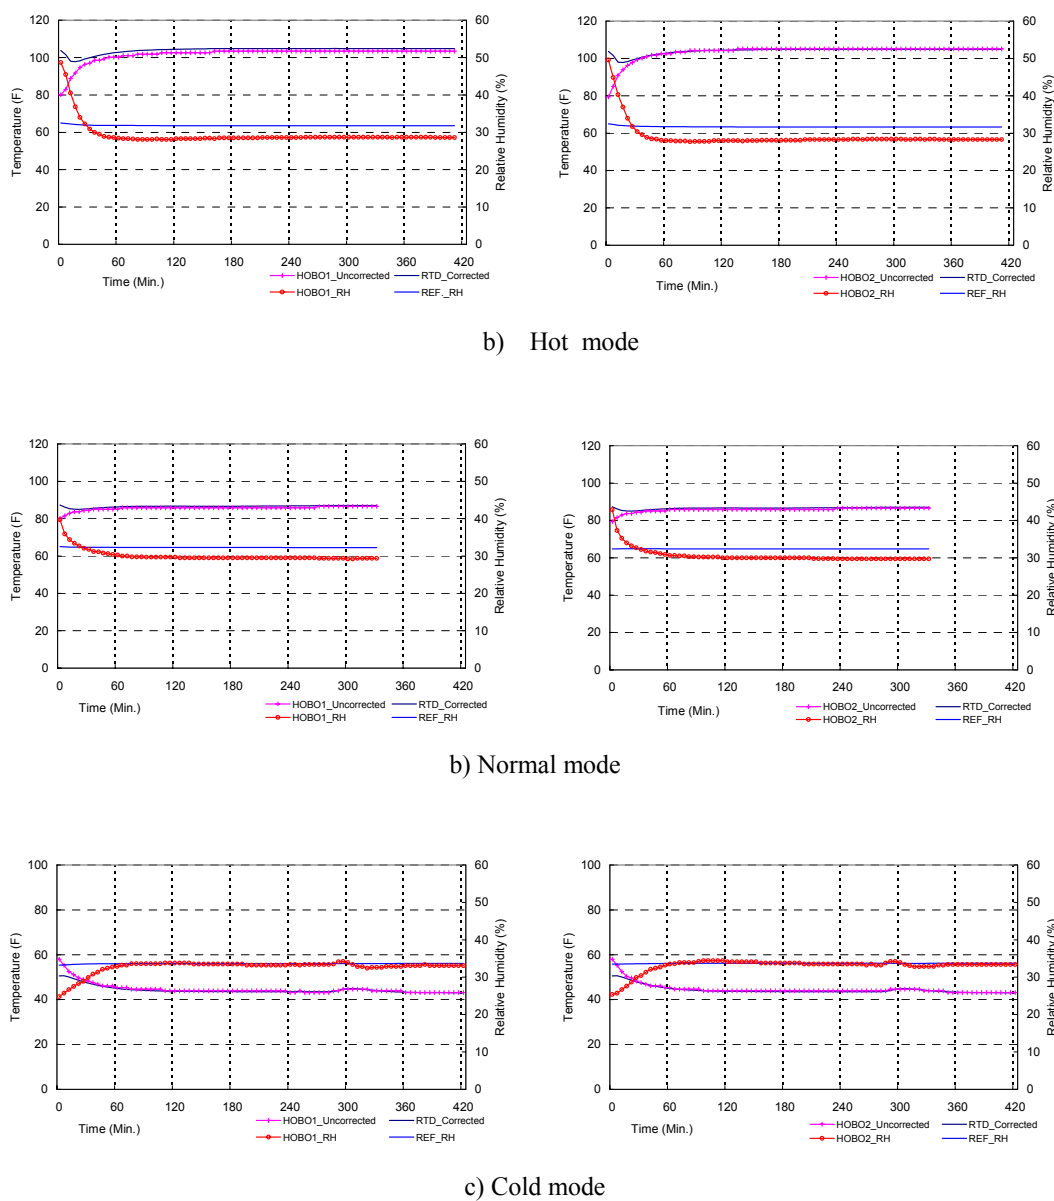 120
100
80
60
40
20
0
Temperature (F)
60
50
40
30
20
10
0
Relative Humidity (%)
0 60 120 180 240 300 360 420
Time (Min.)
HOBO1_Uncorrected RTD_Corrected
HOBO1_RH REF._RH
120
100
80
60
40
20
0
Temperature (F)
60
50
40
30
20
10
0
Relative Humidity (%)
0 60 120 180 240 300 360 420
Time (Min.)
HOBO2_Uncorrected RTD_Corrected
HOBO2_RH REF_RH
b) Hot mode
120
100
80
60
40
20
0
Temperature (F)
60
50
40
30
20
10
0
Relative Humidity (%)
0 60 120 180 240 300 360 420
Time (Min.)
HOBO1_Uncorrected RTD_Corrected
HOBO1_RH REF_RH
120
100
80
60
40
20
0
Temperature (F)
60
50
40
30
20
10
0
Relative Humidity (%)
0 60 120 180 240 300 360 420
Time (Min.)
HOBO2_Uncorrected RTD_Corrected
HOBO2_RH REF_RH
b) Normal mode
100
80
60
40
20
0
Temperature (F)
60
50
40
30
20
10
0
Relative Humidity (%)
0 60 120 180 240 300 360 420
Time (Min.)
HOBO1_Uncorrected RTD_Corrected
HOBO1_RH REF_RH
100
80
60
40
20
0
Temperature (F)
60
50
40
30
20
10
0
Relative Humidity (%)
0 60 120 180 240 300 360 420
Time (Min.)
HOBO2_Uncorrected RTD_Corrected
HOBO2_RH REF_RH
c) Cold mode